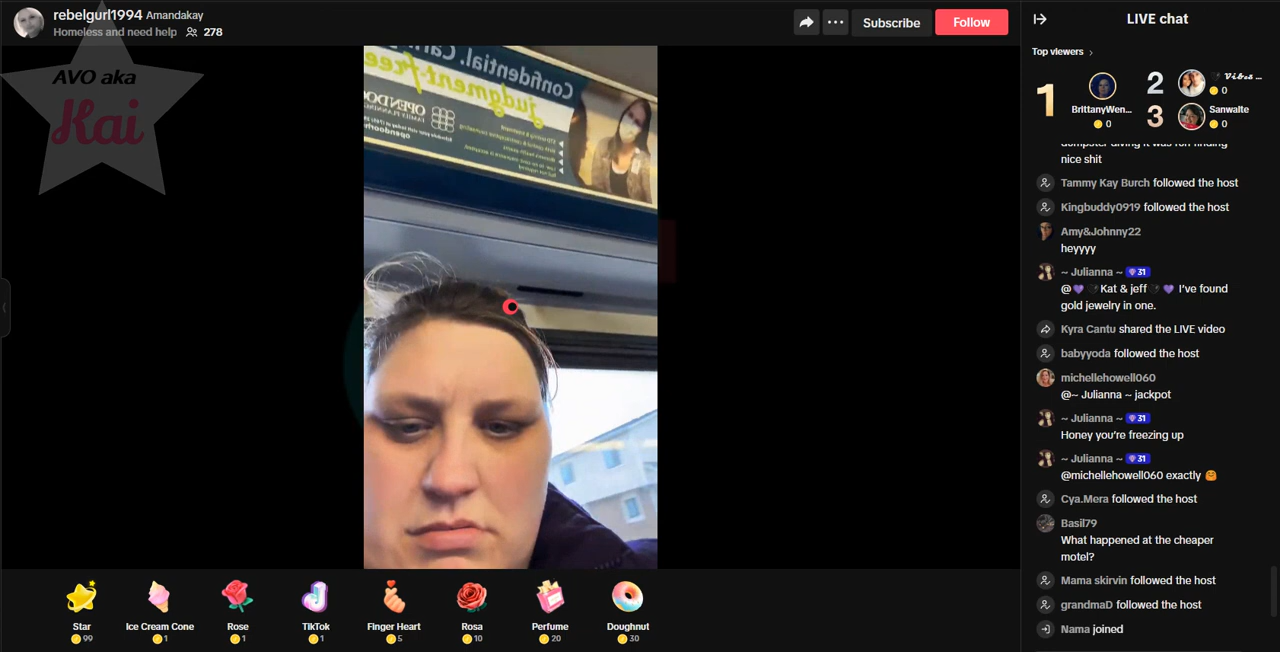 rebelgurl1994 Amandakay
Homeless and need help 278
Subscribe
Follow
AVO aka
Kai
Confidential. 
judgment-free
LIVE chat
Top viewers
1
BrittanyWen...
0
2
𝓥𝓲𝓫𝓮𝓼 ...
0
3
Sanwalte
0
dumpster diving it was fun finding
nice shit
Tammy Kay Burch followed the host
Kingbuddy0919 followed the host
Amy&Johnny22
heyyyy
~ Julianna ~ 31
@💜🖤Kat & jeff🖤💜 I've found
gold jewelry in one.
Kyra Cantu shared the LIVE video
babyyoda followed the host
michellehowell060
@~ Julianna ~ jackpot
~ Julianna ~ 31
Honey you're freezing up
~ Julianna ~ 31
@michellehowell060 exactly 🤗
Cya.Mera followed the host
Basil79
What happened at the cheaper
motel?
Mama skirvin followed the host
grandmaD followed the host
Nama joined
Star
99
Ice Cream Cone
1
Rose
1
TikTok
1
Finger Heart
5
Rosa
10
Perfume
20
Doughnut
30